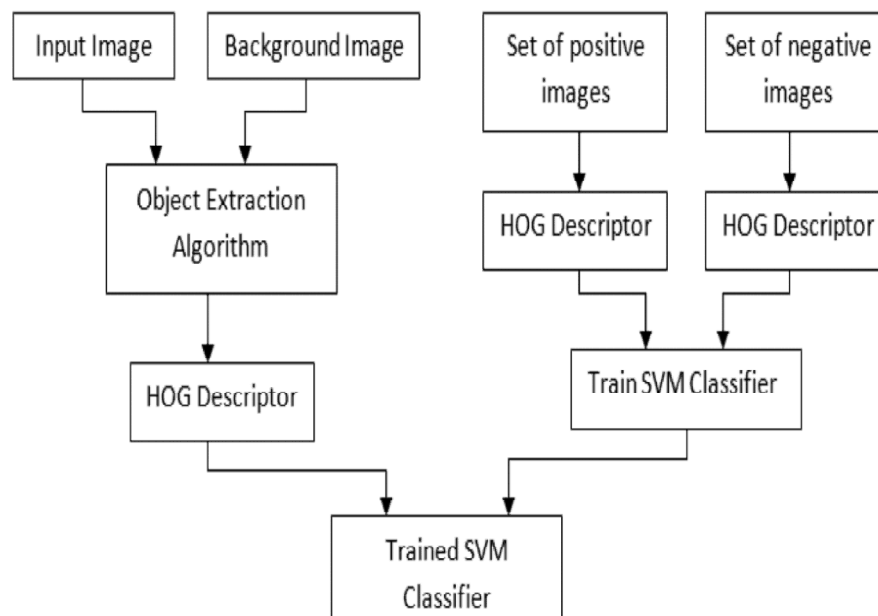 Input Image
Background Image
Set of positive
images
Set of negative
images
Object Extraction
Algorithm
HOG Descriptor
HOG Descriptor
HOG Descriptor
Train SVM Classifier
Trained SVM
Classifier